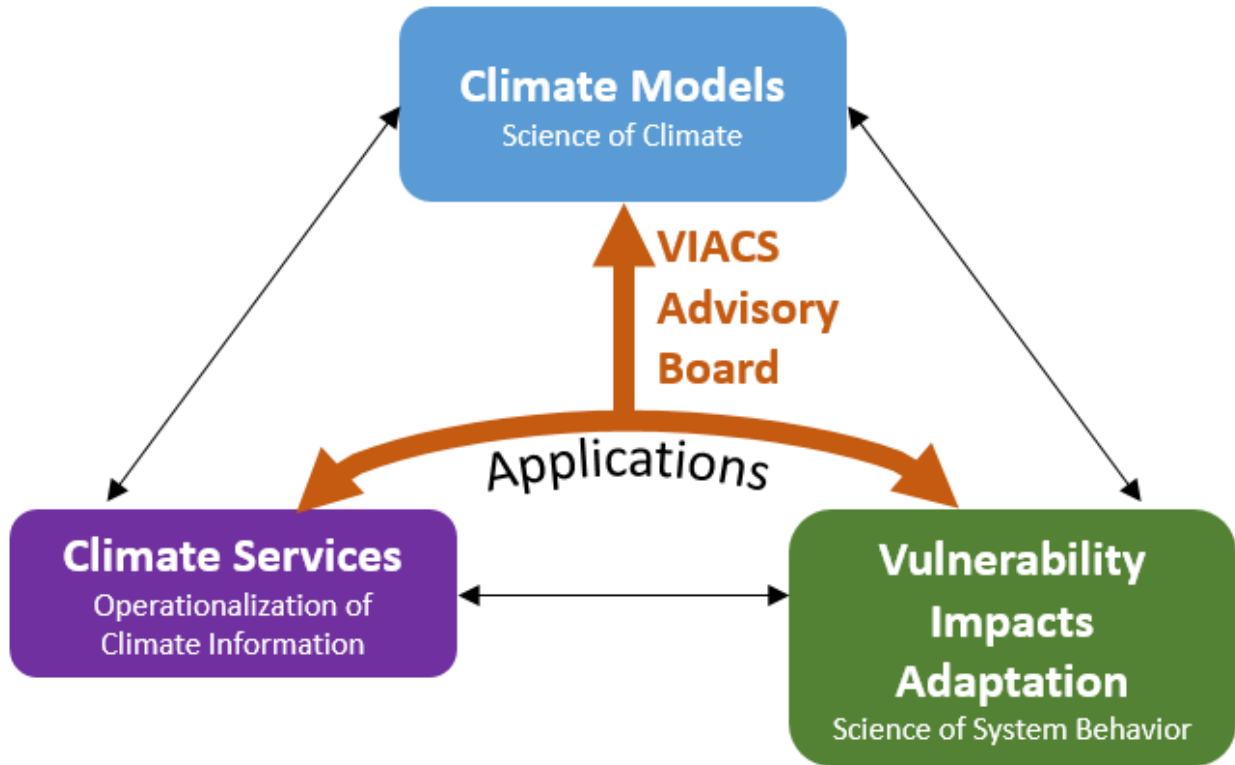 Climate Models
Science of Climate
VIACS
Advisory
Board
Applications
Climate Services
Operationalization of
Climate Information
Vulnerability
Impacts
Adaptation
Science of System Behavior